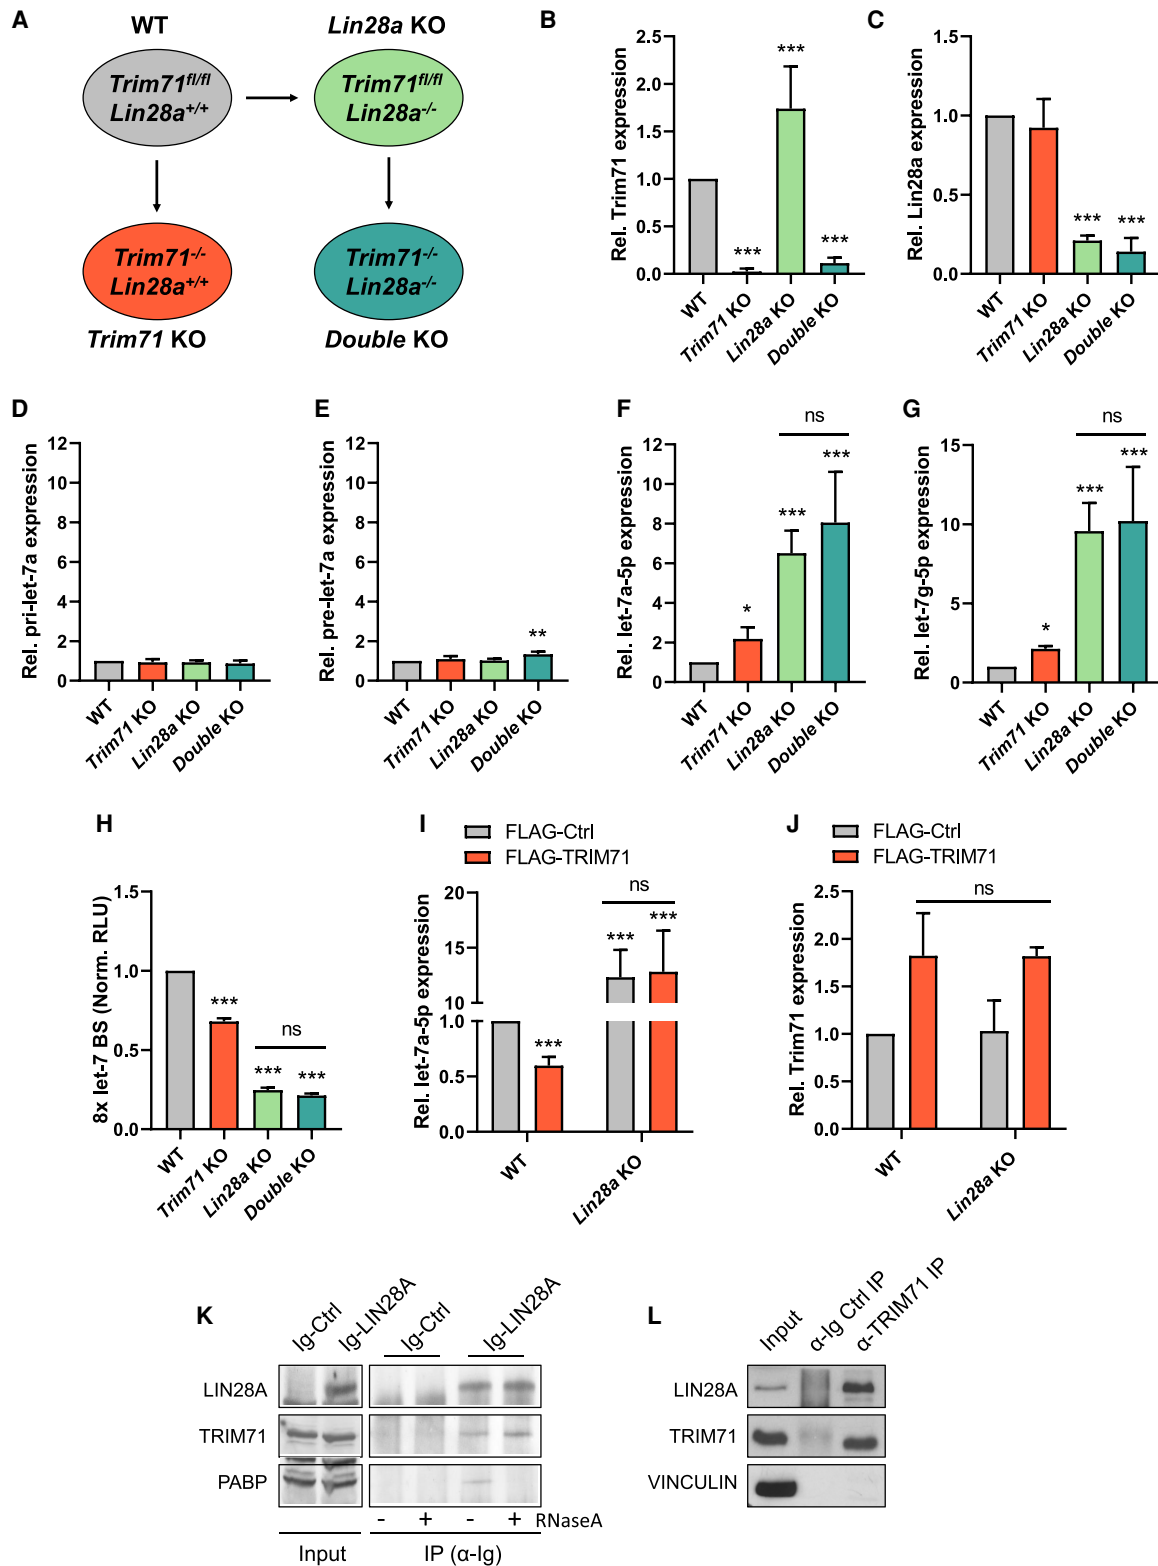 A
WT
Lin28a KO
Trim71fl/fl
Lin28a+/+
Trim71fl/fl
Lin28a-/-
Trim71-/-
Lin28a+/+
Trim71-/-
Lin28a-/-
Trim71 KO
Double KO
B
Rel. Trim71 expression
2.5
2.0
1.5
1.0
0.5
0.0
***
***
***
WT
Trim71 KO
Lin28a KO
Double KO
C
Rel. Lin28a expression
1.5
1.0
0.5
0.0
***
***
WT
Trim71 KO
Lin28a KO
Double KO
D
Rel. pri-let-7a expression
12
10
8
6
4
2
0
WT
Trim71 KO
Lin28a KO
Double KO
E
Rel. pre-let-7a expression
12
10
8
6
4
2
0
**
WT
Trim71 KO
Lin28a KO
Double KO
F
Rel. let-7a-5p expression
12
10
8
6
4
2
0
ns
*
***
***
WT
Trim71 KO
Lin28a KO
Double KO
G
Rel. let-7g-5p expression
15
10
5
0
ns
*
***
***
WT
Trim71 KO
Lin28a KO
Double KO
H
8x let-7 BS (Norm. RLU)
1.5
1.0
0.5
0.0
***
***
***
ns
WT
Trim71 KO
Lin28a KO
Double KO
I
FLAG-Ctrl
FLAG-TRIM71
Rel. let-7a-5p expression
20
15
10
1.0
0.5
0.0
***
***
***
ns
WT
Lin28a KO
J
FLAG-Ctrl
FLAG-TRIM71
Rel. Trim71 expression
2.5
2.0
1.5
1.0
0.5
0.0
ns
WT
Lin28a KO
K
Ig-Ctrl
Ig-LIN28A
Ig-Ctrl
Ig-LIN28A
LIN28A
TRIM71
PABP
- + - + RNaseA
Input
IP (α-Ig)
L
Input
α-Ig Ctrl IP
α-TRIM71 IP
LIN28A
TRIM71
VINCULIN